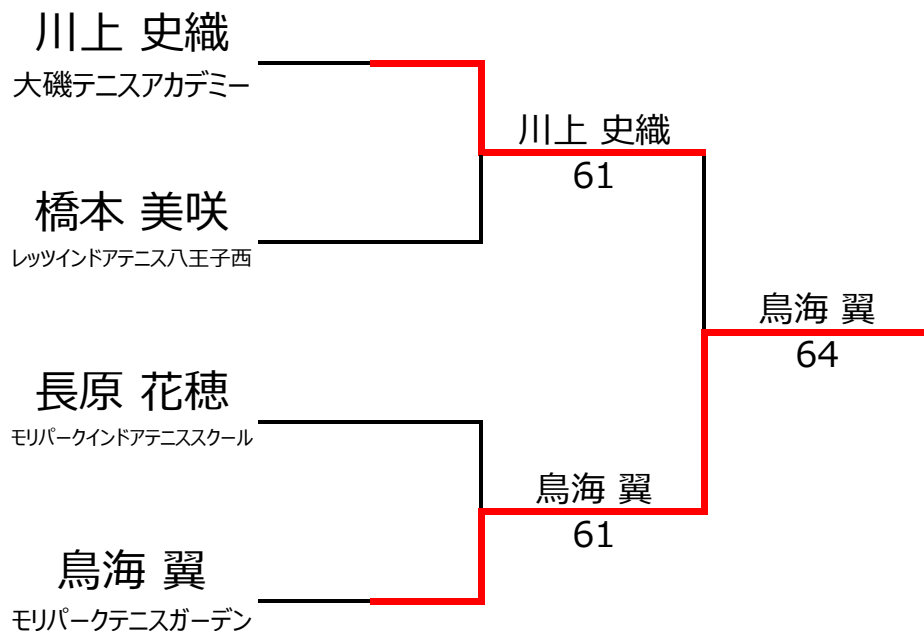 川上 史織
大磯テニスアカデミー
川上 史織
61
橋本 美咲
レッツインドアテニス八王子西
鳥海 翼
64
長原 花穂
モリパークインドアテニススクール
鳥海 翼
61
鳥海 翼
モリパークテニスガーデン